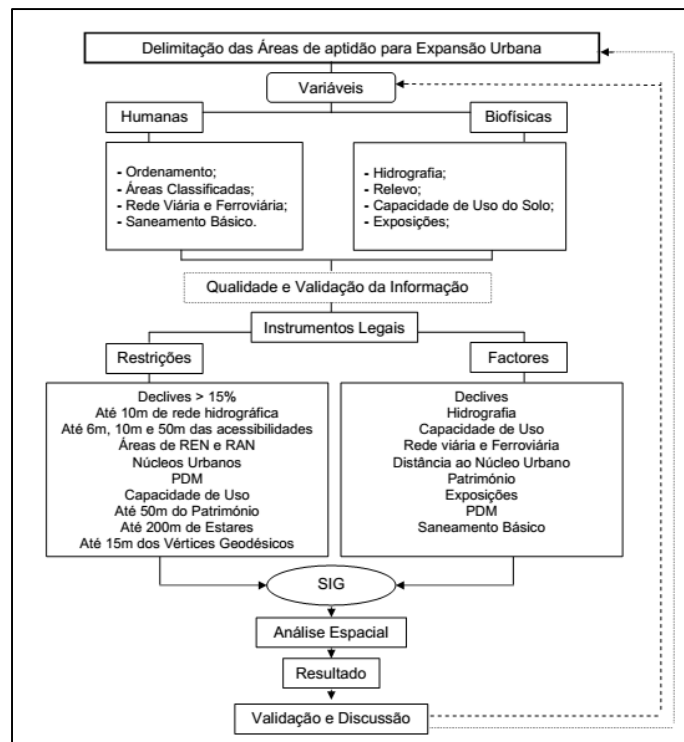 Delimitação das Áreas de aptidão para Expansão Urbana
Variáveis
Humanas
Biofísicas
- Ordenamento;
- Áreas Classificadas;
- Rede Viária e Ferroviária;
- Saneamento Básico.
- Hidrografia;
- Relevo;
- Capacidade de Uso do Solo;
- Exposições;
Qualidade e Validação da Informação
Instrumentos Legais
Restrições
Factores
Declives > 15%
Até 10m de rede hidrográfica
Até 6m, 10m e 50m das acessibilidades
Áreas de REN e RAN
Núcleos Urbanos
PDM
Capacidade de Uso
Até 50m do Património
Até 200m de Estares
Até 15m dos Vértices Geodésicos
Declives
Hidrografia
Capacidade de Uso
Rede viária e Ferroviária
Distância ao Núcleo Urbano
Património
Exposições
PDM
Saneamento Básico
SIG
Análise Espacial
Resultado
Validação e Discussão